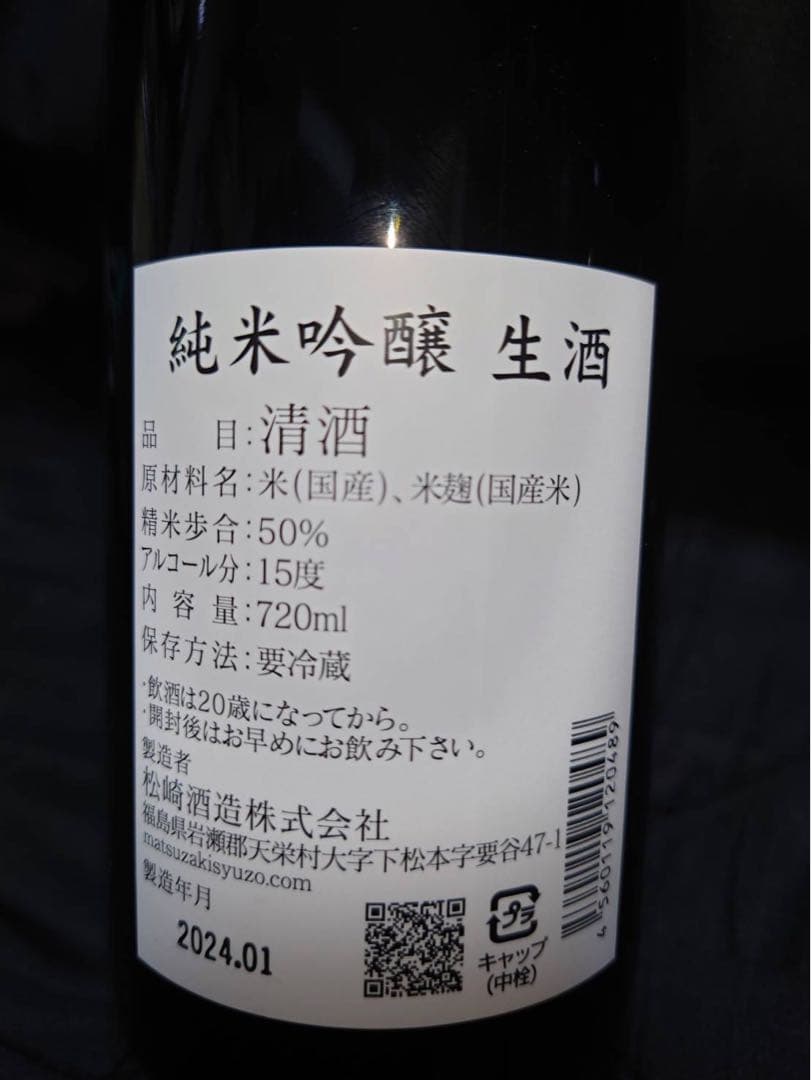 純米吟醸 生酒
品目:清酒
原材料名:米(国産)、米麹(国産米)
精米歩合:50%
アルコール分:15度
内容量:720ml
保存方法:要冷蔵
・飲酒は20歳になってから。
・開封後はお早めにお飲み下さい。
製造者
松崎酒造株式会社
福島県岩瀬郡天栄村大字下松本字要谷47-1
matsuzakisyuzo.com
製造年月
2024.01
プラ
キャップ
(中栓)
4560119120489